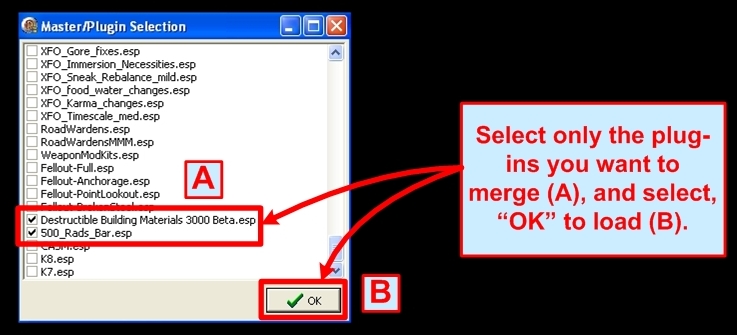 Master/Plugin Selection
XFO_Gore_fixes.esp
XFO_Immersion_Necessities.esp
XFO_Sneak_Rebalance_mild.esp
XFO_food_water_changes.esp
XFO_Karma_changes.esp
XFO_Timescale_med.esp
RoadWardens.esp
RoadWardensMMM.esp
WeaponModKits.esp
Fellout-Full.esp
Fellout-Anchorage.esp
Fellout-PointLookout.esp
Destructible Building Materials 3000 Beta.esp
500_Rads_Bar.esp
CASM.esp
K8.esp
K7.esp
OK
A
B
Select only the plug-
ins you want to
merge (A), and select,
“OK” to load (B).